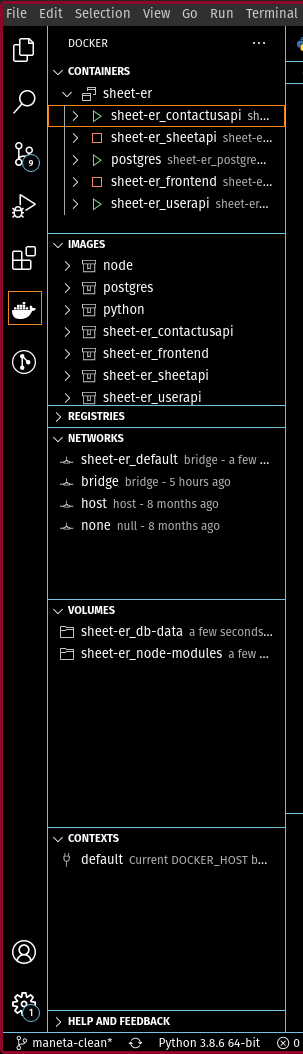 File Edit Selection View Go Run Terminal
DOCKER ...
CONTAINERS
sheet-er
sheet-er_contactusapi sh...
sheet-er_sheetapi sheet-e...
postgres sheet-er_postgre...
sheet-er_frontend sheet-e...
sheet-er_userapi sheet-er...
9
IMAGES
node
postgres
python
sheet-er_contactusapi
sheet-er_frontend
sheet-er_sheetapi
sheet-er_userapi
REGISTRIES
NETWORKS
sheet-er_default bridge - a few ...
bridge bridge - 5 hours ago
host host - 8 months ago
none null - 8 months ago
VOLUMES
sheet-er_db-data a few seconds...
sheet-er_node-modules a few ...
CONTEXTS
default Current DOCKER_HOST b...
1
HELP AND FEEDBACK
maneta-clean* Python 3.8.6 64-bit 0